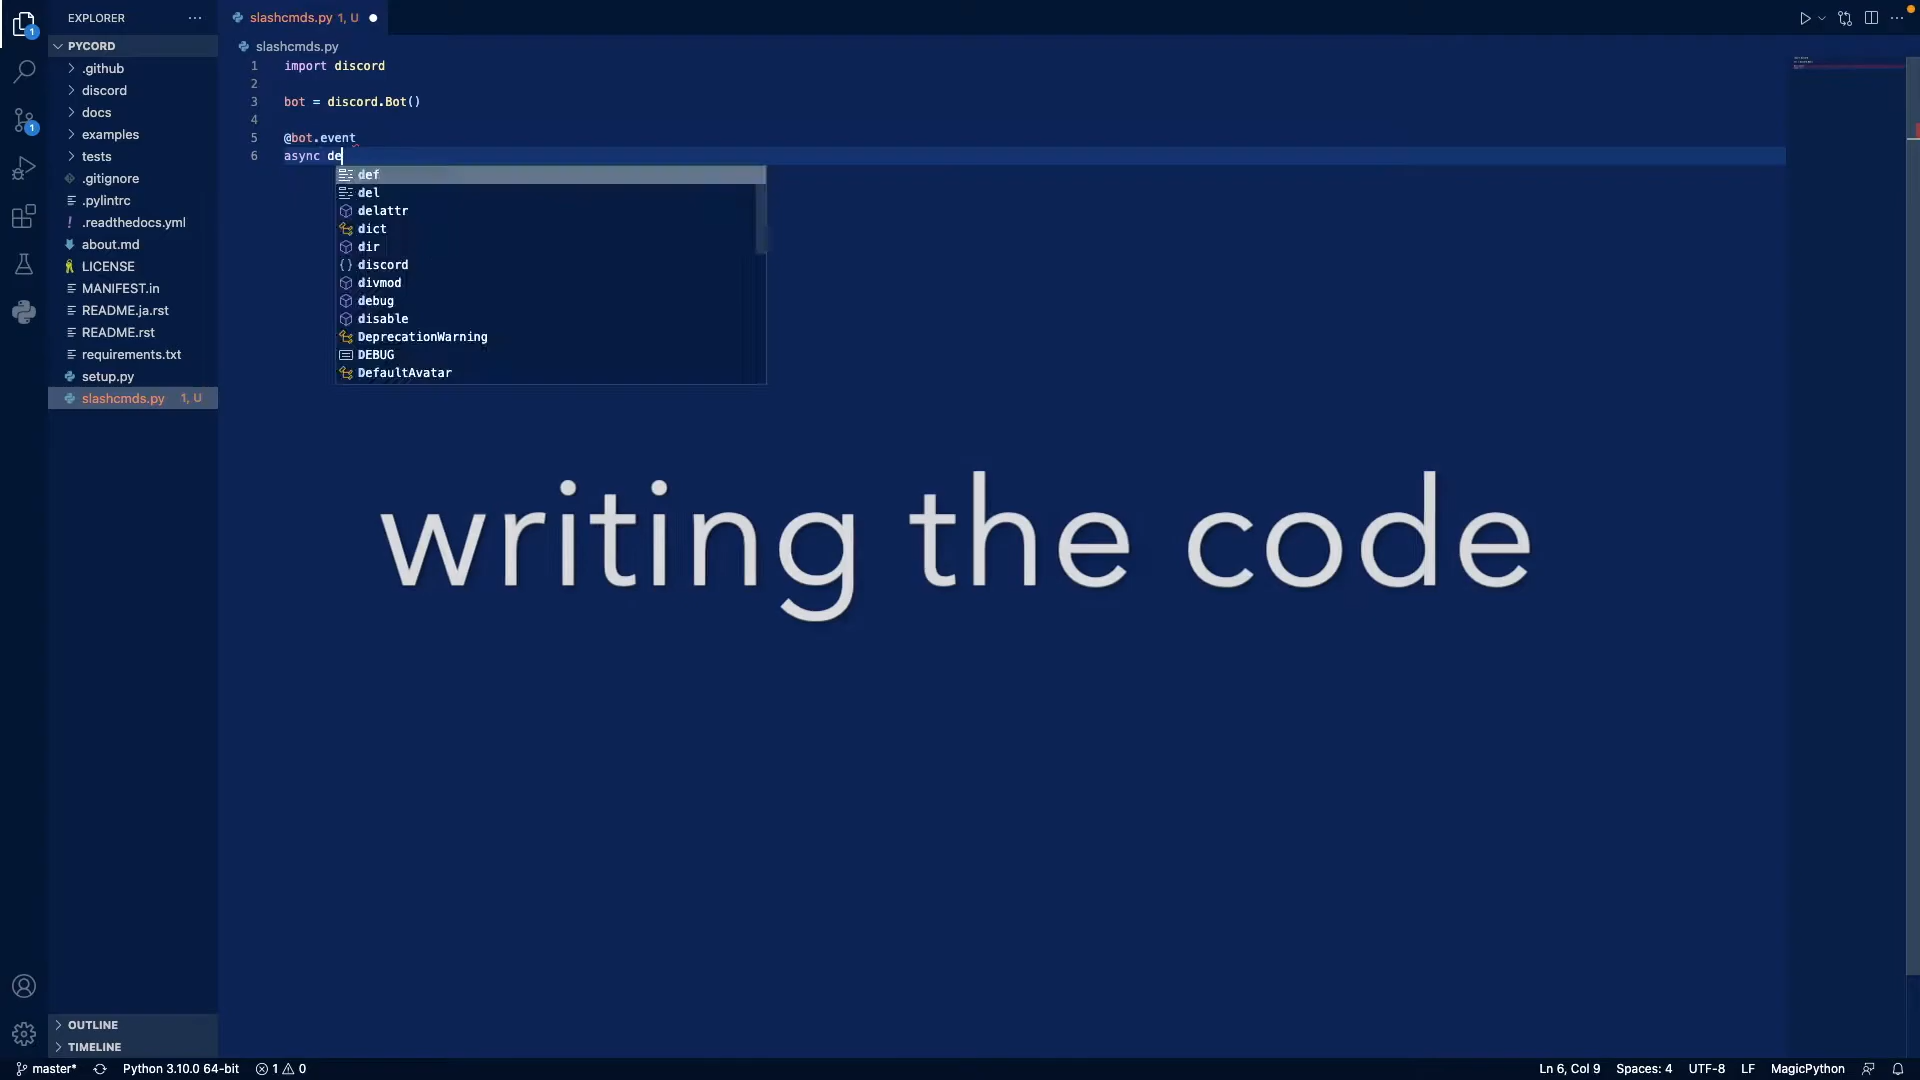 EXPLORER
slashcmds.py 1, U
PYCORD
slashcmds.py
.github
discord
docs
examples
tests
.gitignore
.pylintrc
.readthedocs.yml
about.md
LICENSE
MANIFEST.in
README.ja.rst
README.rst
requirements.txt
setup.py
slashcmds.py 1, U
1 import discord
2
3 bot = discord.Bot()
4
5 @bot.event
6 async de
def
del
delattr
dict
dir
discord
divmod
debug
disable
DeprecationWarning
DEBUG
DefaultAvatar
writing the code
OUTLINE
TIMELINE
1
1
master* Python 3.10.0 64-bit 1 0 Ln 6, Col 9 Spaces: 4 UTF-8 LF MagicPython